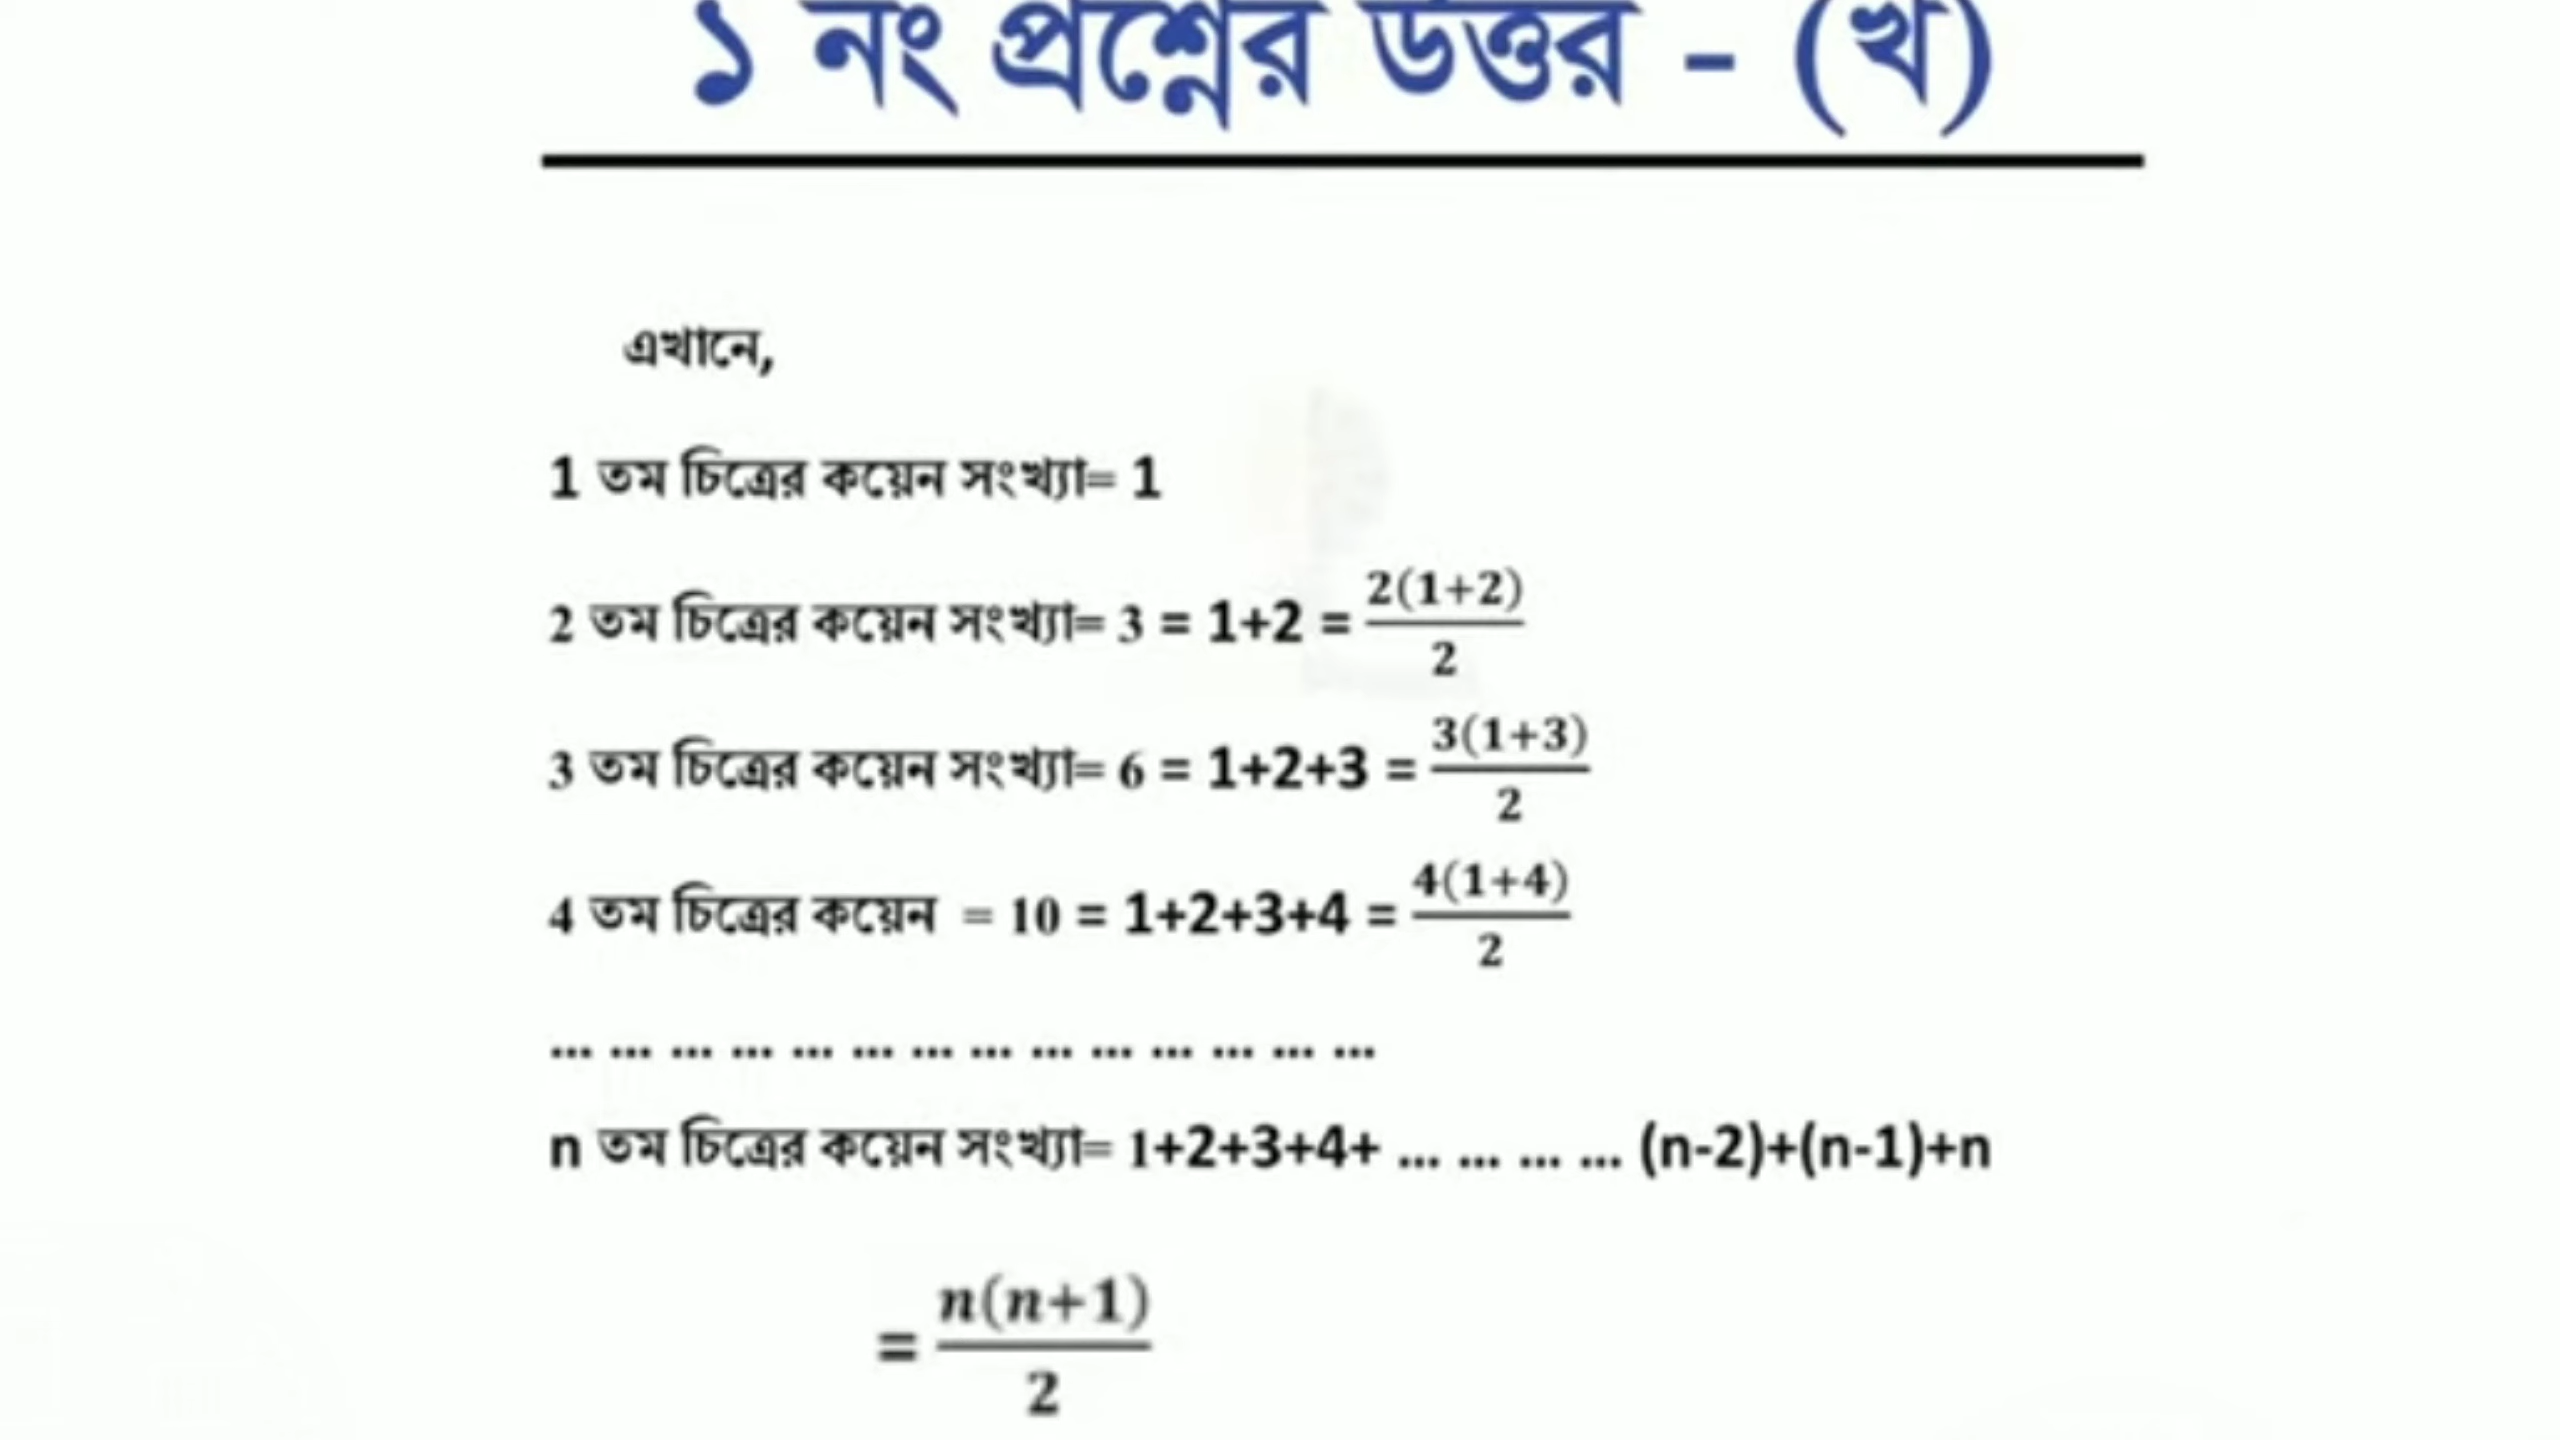 ১ নং প্রশ্নের উত্তর - (খ)
এখানে,
1 তম চিত্রের কয়েন সংখ্যা= 1
2 তম চিত্রের কয়েন সংখ্যা= 3 = 1+2 = 2(1+2)/2
3 তম চিত্রের কয়েন সংখ্যা= 6 = 1+2+3 = 3(1+3)/2
4 তম চিত্রের কয়েন = 10 = 1+2+3+4 = 4(1+4)/2
... ... ... ... ... ... ... ... ... ... ... ... ... ...
n তম চিত্রের কয়েন সংখ্যা= 1+2+3+4+ ... ... ... ... (n-2)+(n-1)+n
= n(n+1)/2